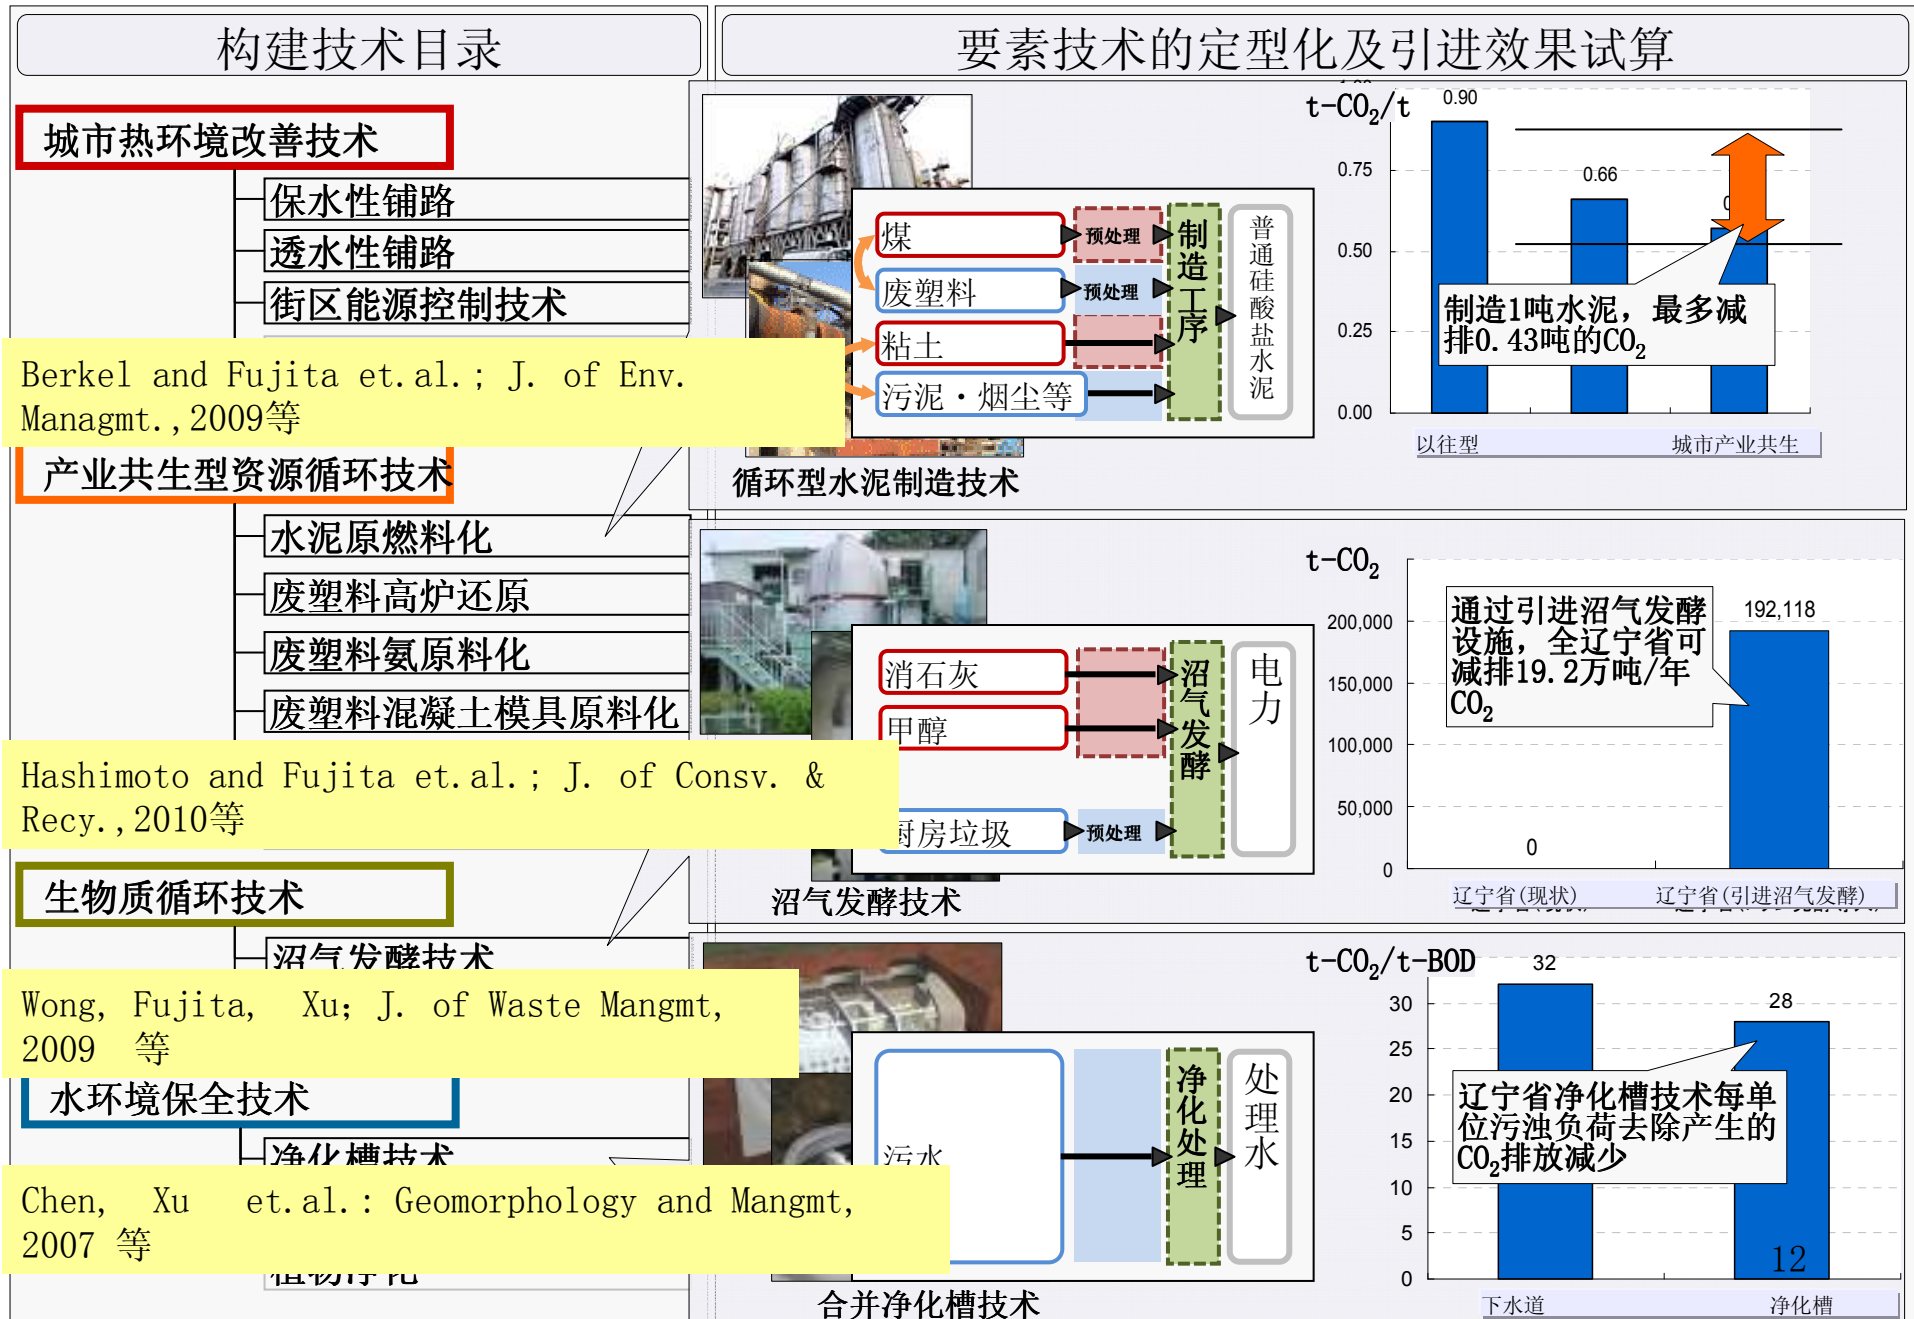 构建技术目录
城市热环境改善技术
保水性铺路
透水性铺路
街区能源控制技术
Berkel and Fujita et.al.; J. of Env.
Managmt.,2009等
产业共生型资源循环技术
水泥原燃料化
废塑料高炉还原
废塑料氨原料化
废塑料混凝土模具原料化
Hashimoto and Fujita et.al.; J. of Consv. &
Recy.,2010等
生物质循环技术
沼气发酵技术
Wong, Fujita, Xu; J. of Waste Mangmt,
2009 等
水环境保全技术
净化槽技术
Chen, Xu et.al.: Geomorphology and Mangmt,
2007 等
植物净化
要素技术的定型化及引进效果试算
煤
预处理
废塑料
预处理
粘土
污泥·烟尘等
制造工序
普通硅酸盐水泥
循环型水泥制造技术
t-CO₂/t
0.90
0.75
0.66
0.50
0.25
0.00
制造1吨水泥，最多减
排0.43吨的CO₂
以往型
城市产业共生
消石灰
甲醇
厨房垃圾
预处理
沼气发酵
电力
沼气发酵技术
t-CO₂
200,000
150,000
100,000
50,000
0
通过引进沼气发酵
设施，全辽宁省可
减排19.2万吨/年
CO₂
192,118
0
辽宁省(现状)
辽宁省(引进沼气发酵)
污水
净化处理
处理水
合并净化槽技术
t-CO₂/t-BOD
32
28
30
25
20
15
10
5
0
辽宁省净化槽技术每单
位污浊负荷去除产生的
CO₂排放减少
12
下水道
净化槽